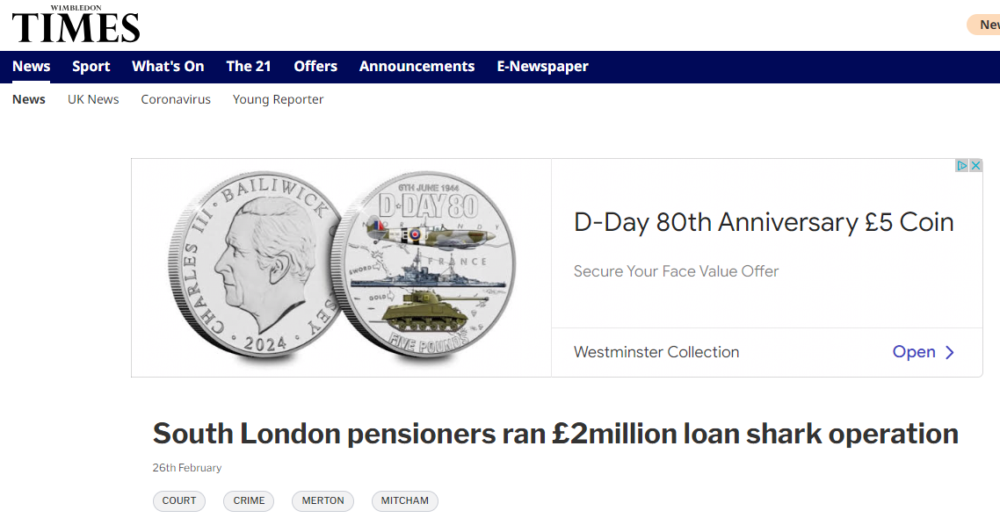 WIMBLEDON
TIMES
News Sport What's On The 21 Offers Announcements E-Newspaper
News UK News Coronavirus Young Reporter
CHARLES III · BAILIWICK
SEY
· 2024 ·
6TH JUNE 1944
D-DAY 80
NORMANDY
FRANCE
SWORD
GOLD
FIVE POUNDS
D-Day 80th Anniversary £5 Coin
Secure Your Face Value Offer
Westminster Collection
Open
South London pensioners ran £2million loan shark operation
26th February
COURT CRIME MERTON MITCHAM